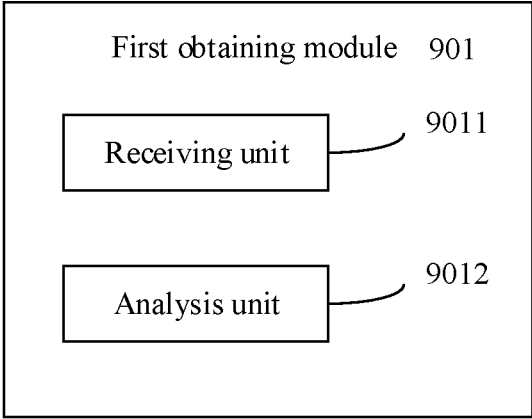 First obtaining module 901
9011
Receiving unit
9012
Analysis unit